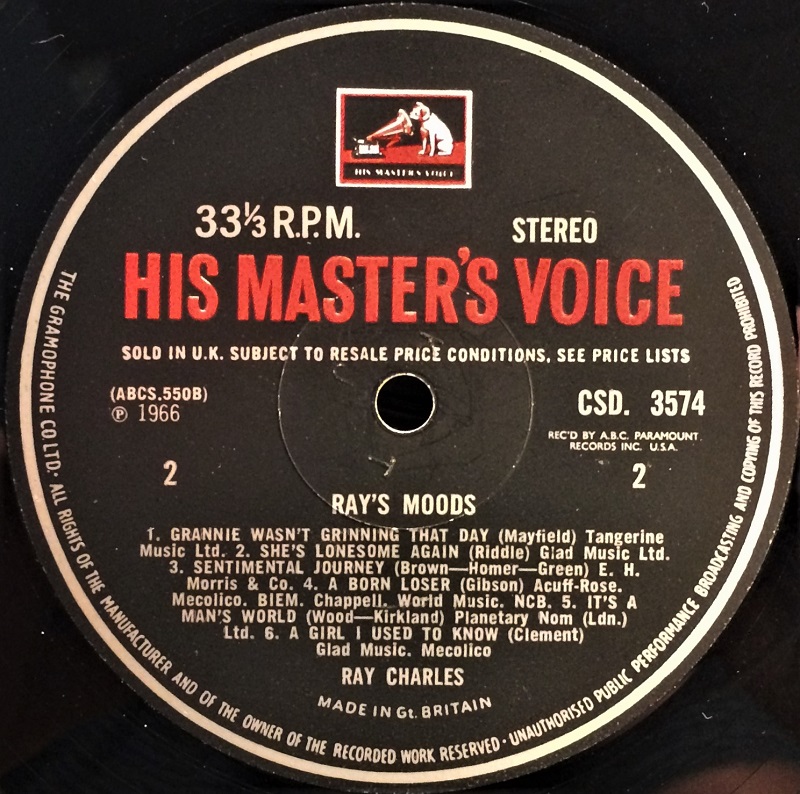 HIS MASTER'S VOICE
33⅓ R.P.M.
STEREO
HIS MASTER'S VOICE
SOLD IN U.K. SUBJECT TO RESALE PRICE CONDITIONS, SEE PRICE LISTS
(ABCS.550B)
℗ 1966
CSD. 3574
REC'D BY A.B.C. PARAMOUNT
RECORDS INC. U.S.A.
2
2
RAY'S MOODS
1. GRANNIE WASN'T GRINNING THAT DAY (Mayfield) Tangerine
Music Ltd. 2. SHE'S LONESOME AGAIN (Riddle) Glad Music Ltd.
3. SENTIMENTAL JOURNEY (Brown—Homer—Green) E. H.
Morris & Co. 4. A BORN LOSER (Gibson) Acuff-Rose.
Mecolico. BIEM. Chappell. World Music. NCB. 5. IT'S A
MAN'S WORLD (Wood—Kirkland) Planetary Nom (Ldn.)
Ltd. 6. A GIRL I USED TO KNOW (Clement)
Glad Music. Mecolico
RAY CHARLES
MADE IN Gt. BRITAIN
THE GRAMOPHONE CO. LTD · ALL RIGHTS OF THE MANUFACTURER AND OF THE OWNER OF THE RECORDED WORK RESERVED · UNAUTHORISED PUBLIC PERFORMANCE BROADCASTING AND COPYING OF THIS RECORD PROHIBITED